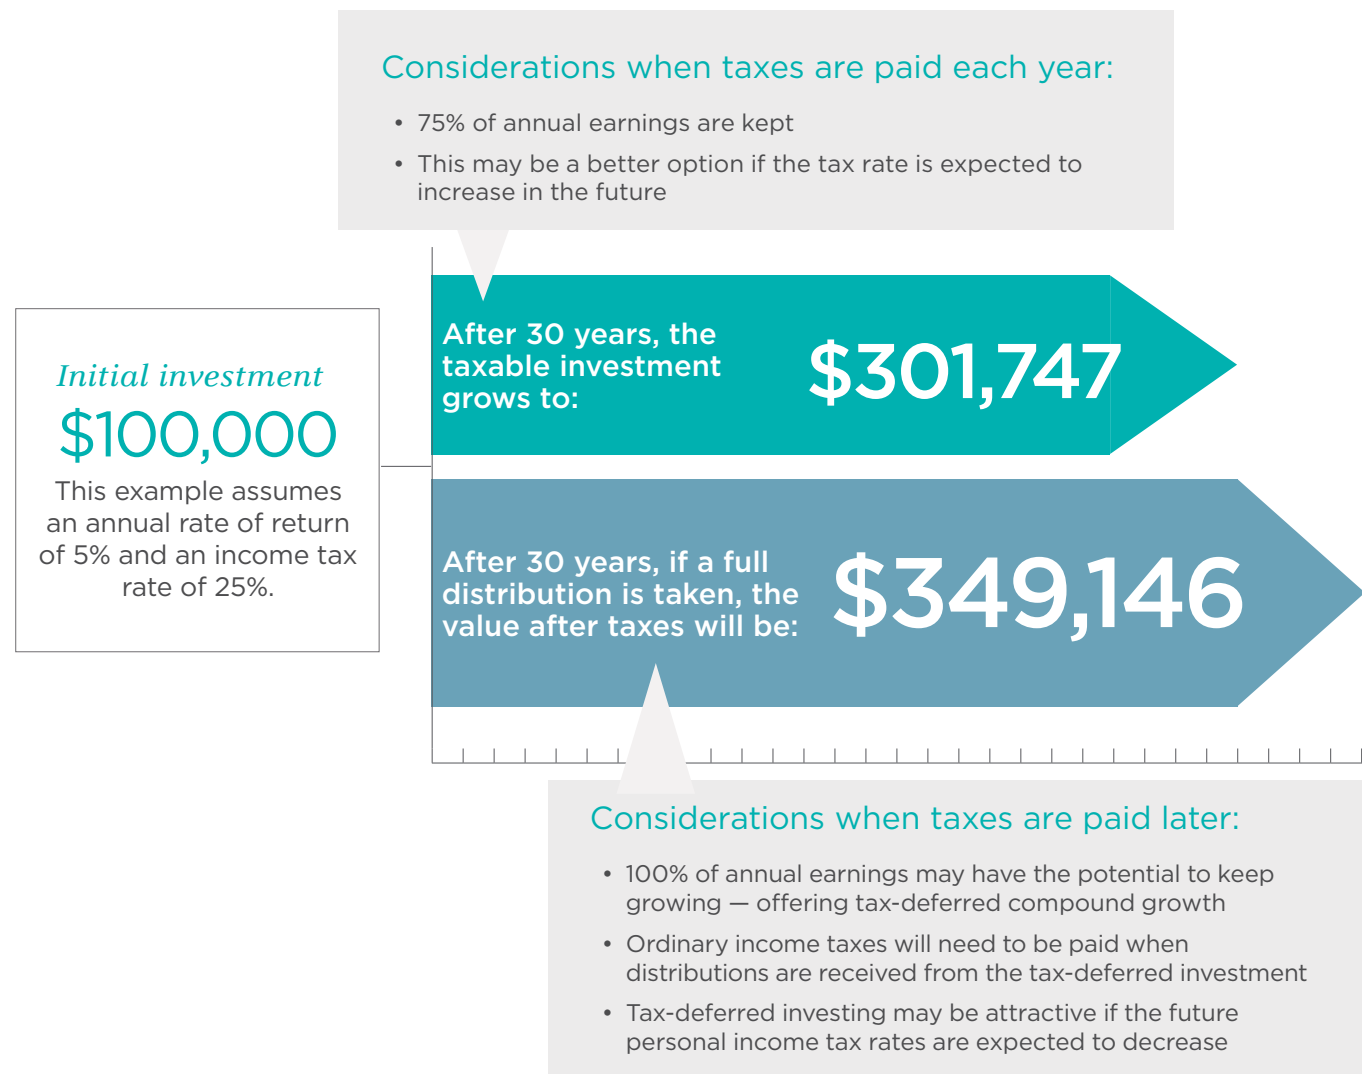 Considerations when taxes are paid each year:
• 75% of annual earnings are kept
• This may be a better option if the tax rate is expected to
increase in the future
Initial investment
$100,000
This example assumes
an annual rate of return
of 5% and an income tax
rate of 25%.
After 30 years, the
taxable investment
grows to:
$301,747
After 30 years, if a full
distribution is taken, the
value after taxes will be:
$349,146
Considerations when taxes are paid later:
• 100% of annual earnings may have the potential to keep
growing — offering tax-deferred compound growth
• Ordinary income taxes will need to be paid when
distributions are received from the tax-deferred investment
• Tax-deferred investing may be attractive if the future
personal income tax rates are expected to decrease